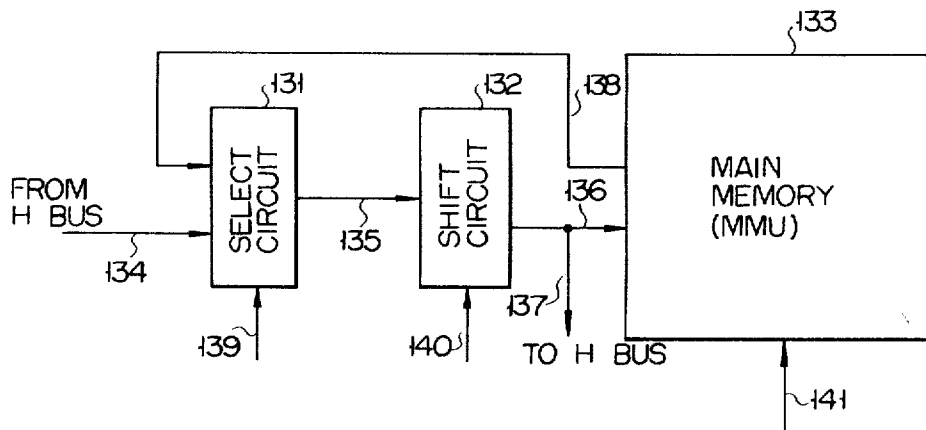 133
131
132
138
SELECT
CIRCUIT
SHIFT
CIRCUIT
MAIN
MEMORY
(MMU)
FROM
H BUS
134
135
136
137
139
140
TO H BUS
141